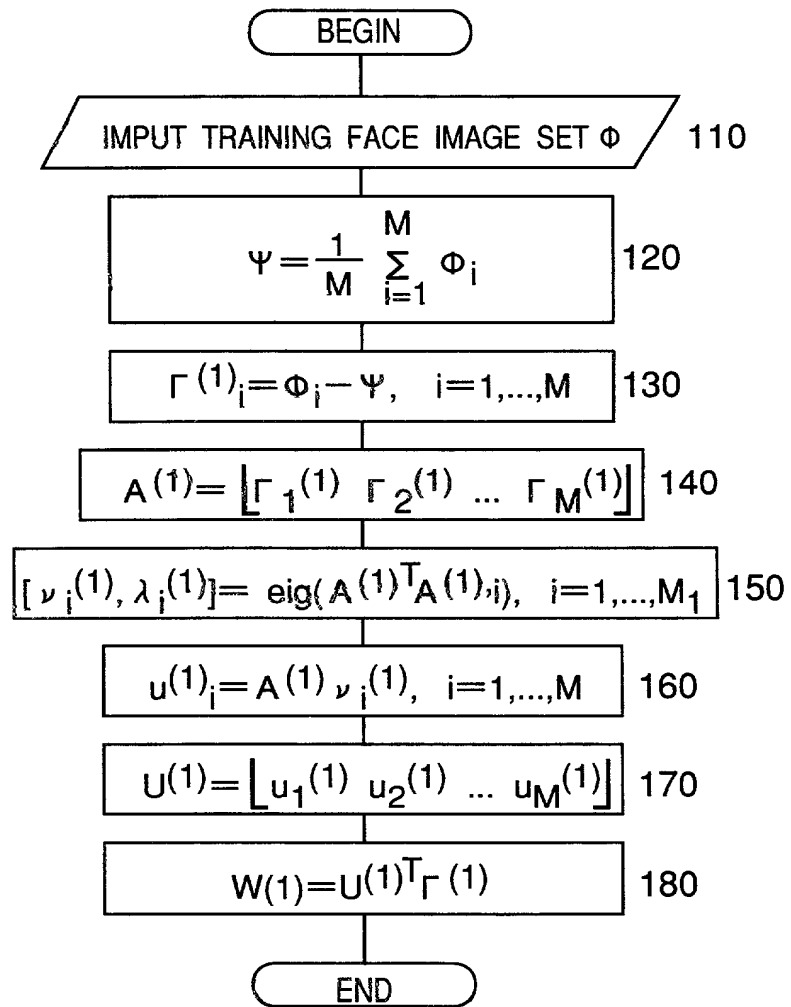 BEGIN
IMPUT TRAINING FACE IMAGE SET Φ 110
Ψ = 1/M Σ_{i=1}^{M} Φ_i 120
Γ^(1)_i = Φ_i − Ψ, i=1,...,M 130
A^(1) = ⌊Γ_1^(1) Γ_2^(1) ... Γ_M^(1)⌋ 140
[ν_i^(1), λ_i^(1)] = eig(A^(1)^T A^(1),i), i=1,...,M_1 150
u^(1)_i = A^(1) ν_i^(1), i=1,...,M 160
U^(1) = ⌊u_1^(1) u_2^(1) ... u_M^(1)⌋ 170
W(1) = U^(1)^T Γ^(1) 180
END